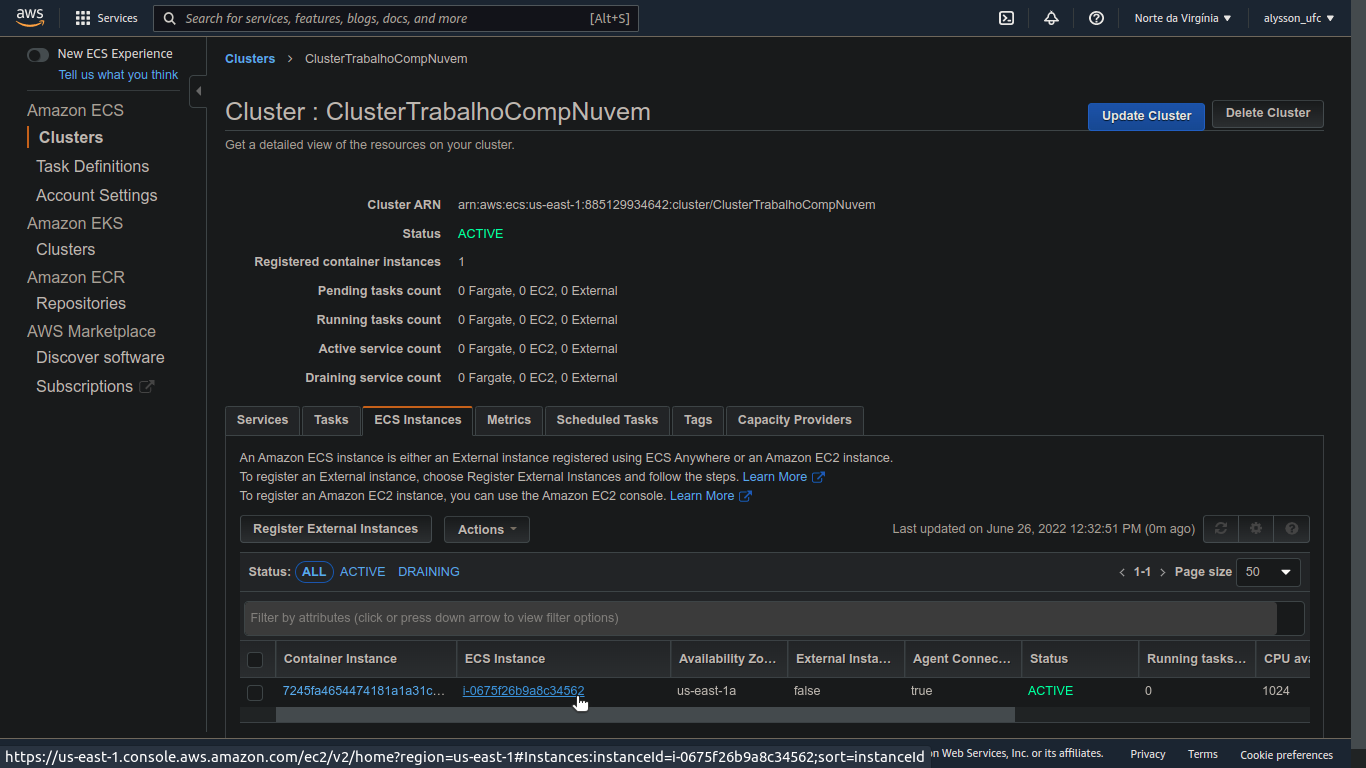 aws Services Search for services, features, blogs, docs, and more [Alt+S] Norte da Virgínia alysson_ufc
New ECS Experience
Tell us what you think
Amazon ECS
Clusters
Task Definitions
Account Settings
Amazon EKS
Clusters
Amazon ECR
Repositories
AWS Marketplace
Discover software
Subscriptions
Clusters > ClusterTrabalhoCompNuvem
Cluster : ClusterTrabalhoCompNuvem
Update Cluster Delete Cluster
Get a detailed view of the resources on your cluster.
Cluster ARN arn:aws:ecs:us-east-1:885129934642:cluster/ClusterTrabalhoCompNuvem
Status ACTIVE
Registered container instances 1
Pending tasks count 0 Fargate, 0 EC2, 0 External
Running tasks count 0 Fargate, 0 EC2, 0 External
Active service count 0 Fargate, 0 EC2, 0 External
Draining service count 0 Fargate, 0 EC2, 0 External
Services Tasks ECS Instances Metrics Scheduled Tasks Tags Capacity Providers
An Amazon ECS instance is either an External instance registered using ECS Anywhere or an Amazon EC2 instance.
To register an External instance, choose Register External Instances and follow the steps. Learn More
To register an Amazon EC2 instance, you can use the Amazon EC2 console. Learn More
Register External Instances Actions Last updated on June 26, 2022 12:32:51 PM (0m ago)
Status: ALL ACTIVE DRAINING < 1-1 > Page size 50
Filter by attributes (click or press down arrow to view filter options)
Container Instance ECS Instance Availability Zo... External Insta... Agent Connec... Status Running tasks... CPU ava
7245fa4654474181a1a31c... i-0675f26b9a8c34562 us-east-1a false true ACTIVE 0 1024
https://us-east-1.console.aws.amazon.com/ec2/v2/home?region=us-east-1#Instances:instanceId=i-0675f26b9a8c34562;sort=instanceId
n Web Services, Inc. or its affiliates. Privacy Terms Cookie preferences